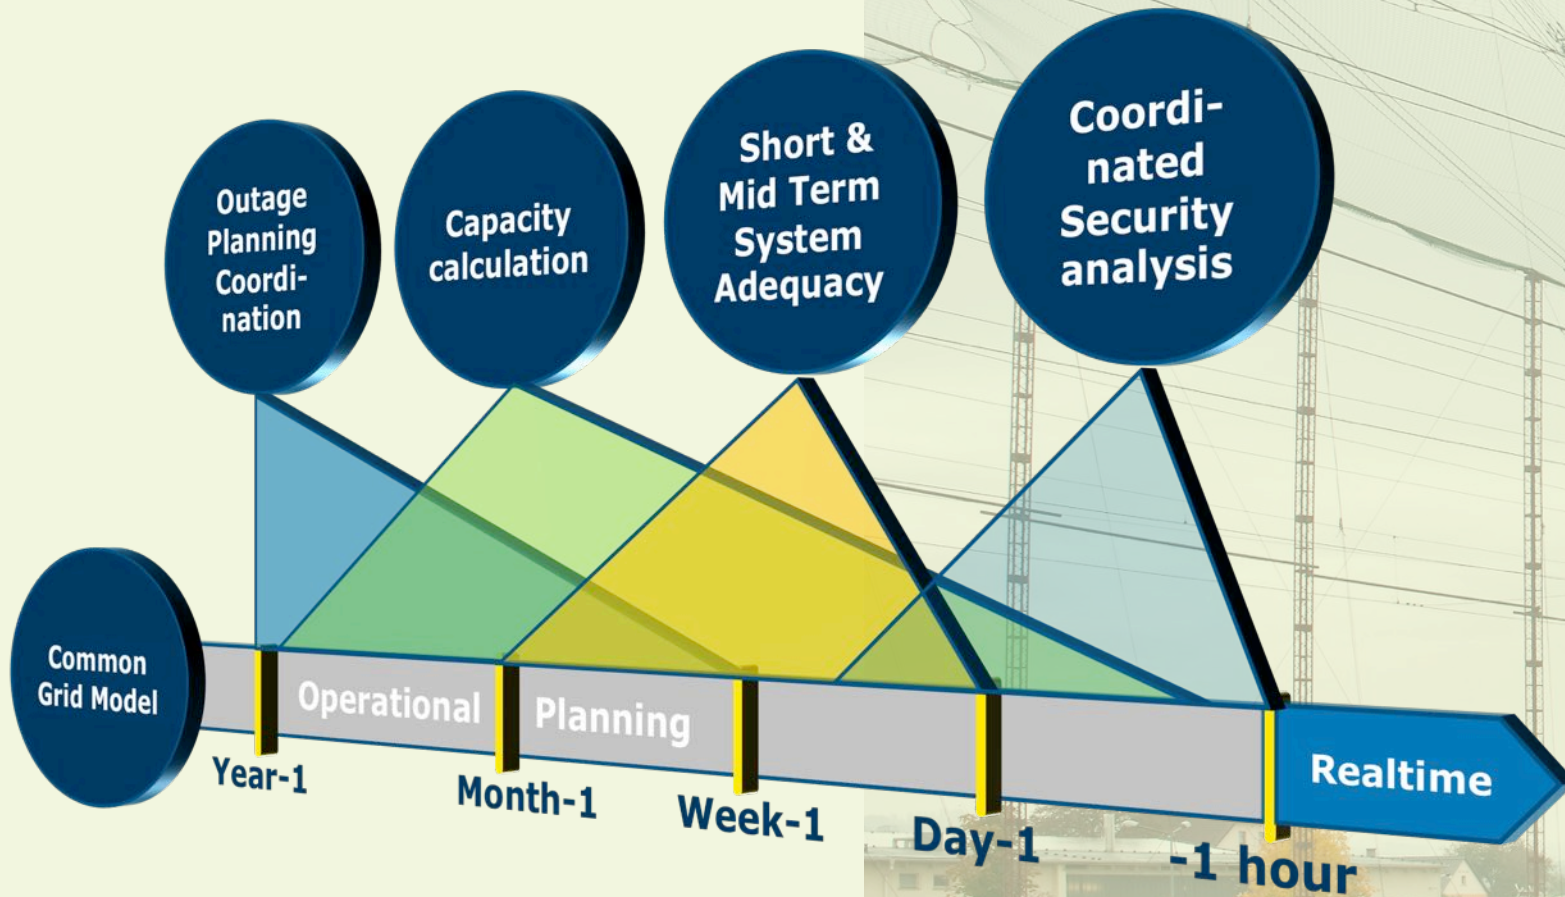 Outage
Planning
Coordi-
nation
Capacity
calculation
Short &
Mid Term
System
Adequacy
Coordi-
nated
Security
analysis
Common
Grid Model
Operational
Planning
Realtime
Year-1
Month-1
Week-1
Day-1
-1 hour